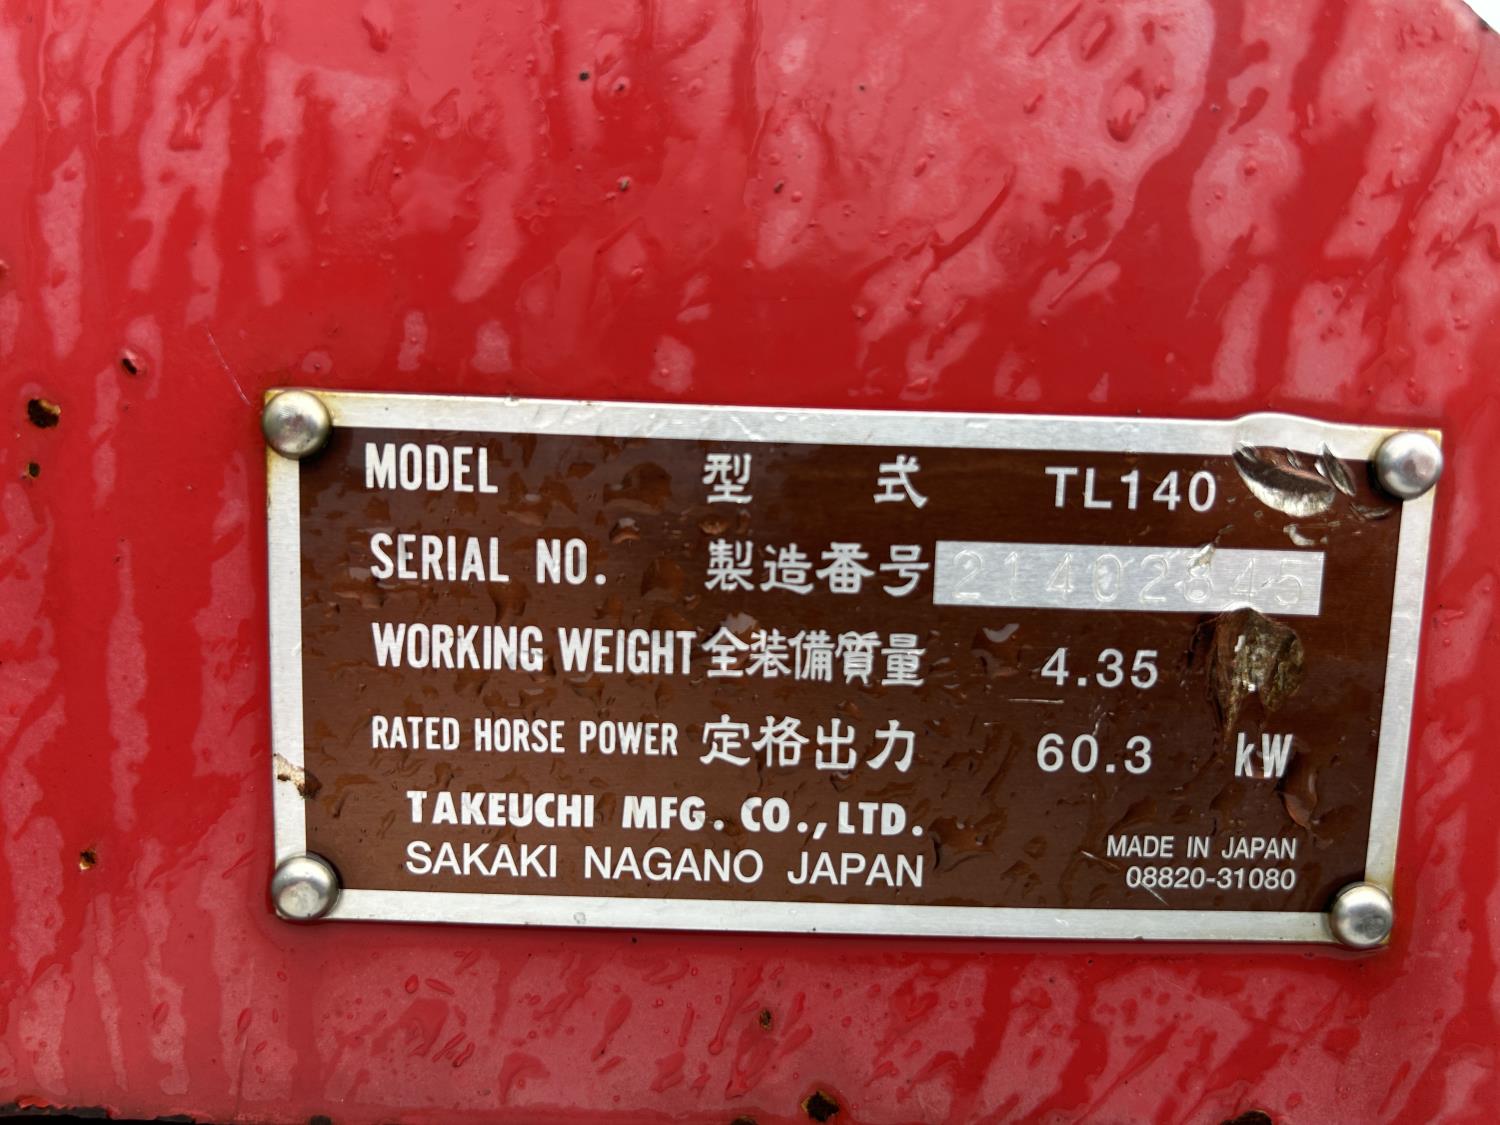 MODEL 型 式 TL140
SERIAL NO. 製造番号 21402845
WORKING WEIGHT 全装備質量 4.35
RATED HORSE POWER 定格出力 60.3 kW
TAKEUCHI MFG. CO., LTD.
SAKAKI NAGANO JAPAN
MADE IN JAPAN
08820-31080